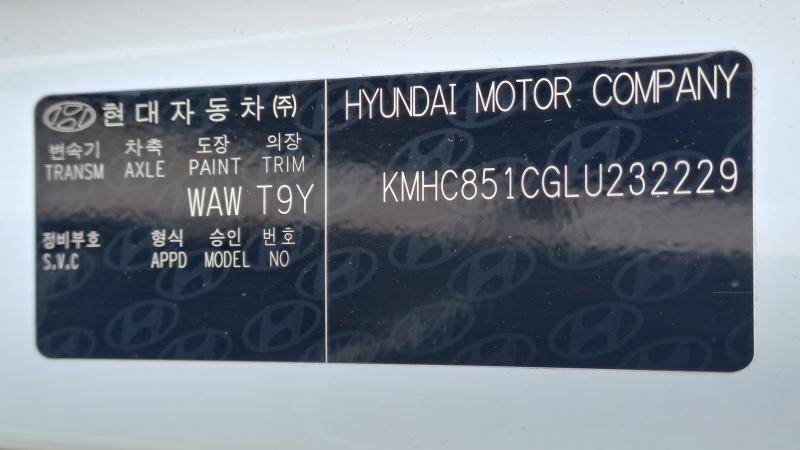 현대자동차(주)
변속기 차축 도장 의장
TRANSM AXLE PAINT TRIM
WAW T9Y
정비부호 형식 승인 번호
S.V.C APPD MODEL NO
HYUNDAI MOTOR COMPANY
KMHC851CGLU232229